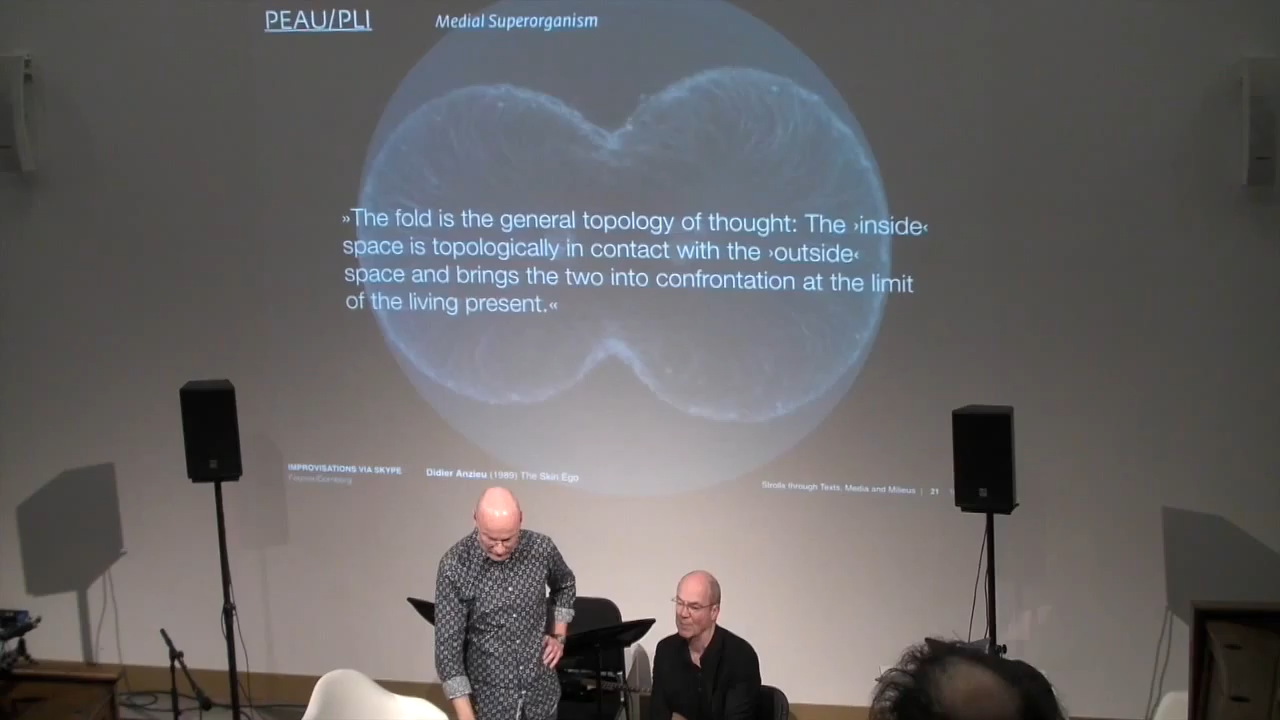 PEAU/PLI
Medial Superorganism
»The fold is the general topology of thought: The ›inside‹
space is topologically in contact with the ›outside‹
space and brings the two into confrontation at the limit
of the living present.«
IMPROVISATIONS VIA SKYPE
Didier Anzieu (1989) The Skin Ego
Strolls through Texts, Media and Milieus | 21